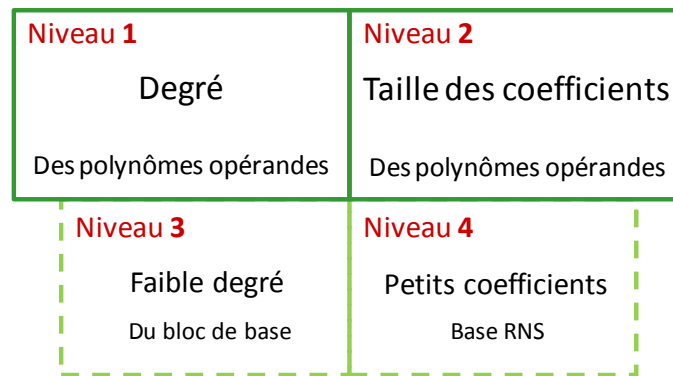 Niveau 1
Degré
Des polynômes opérandes
Niveau 2
Taille des coefficients
Des polynômes opérandes
Niveau 3
Faible degré
Du bloc de base
Niveau 4
Petits coefficients
Base RNS